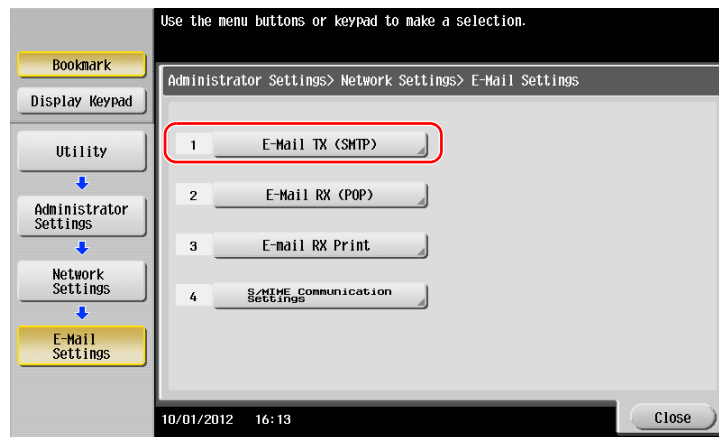 Use the menu buttons or keypad to make a selection.
Bookmark
Display Keypad
Utility
Administrator
Settings
Network
Settings
E-Mail
Settings
Administrator Settings> Network Settings> E-Mail Settings
1 E-Mail TX (SMTP)
2 E-Mail RX (POP)
3 E-mail RX Print
4 S/MIME Communication
Settings
10/01/2012 16:13
Close